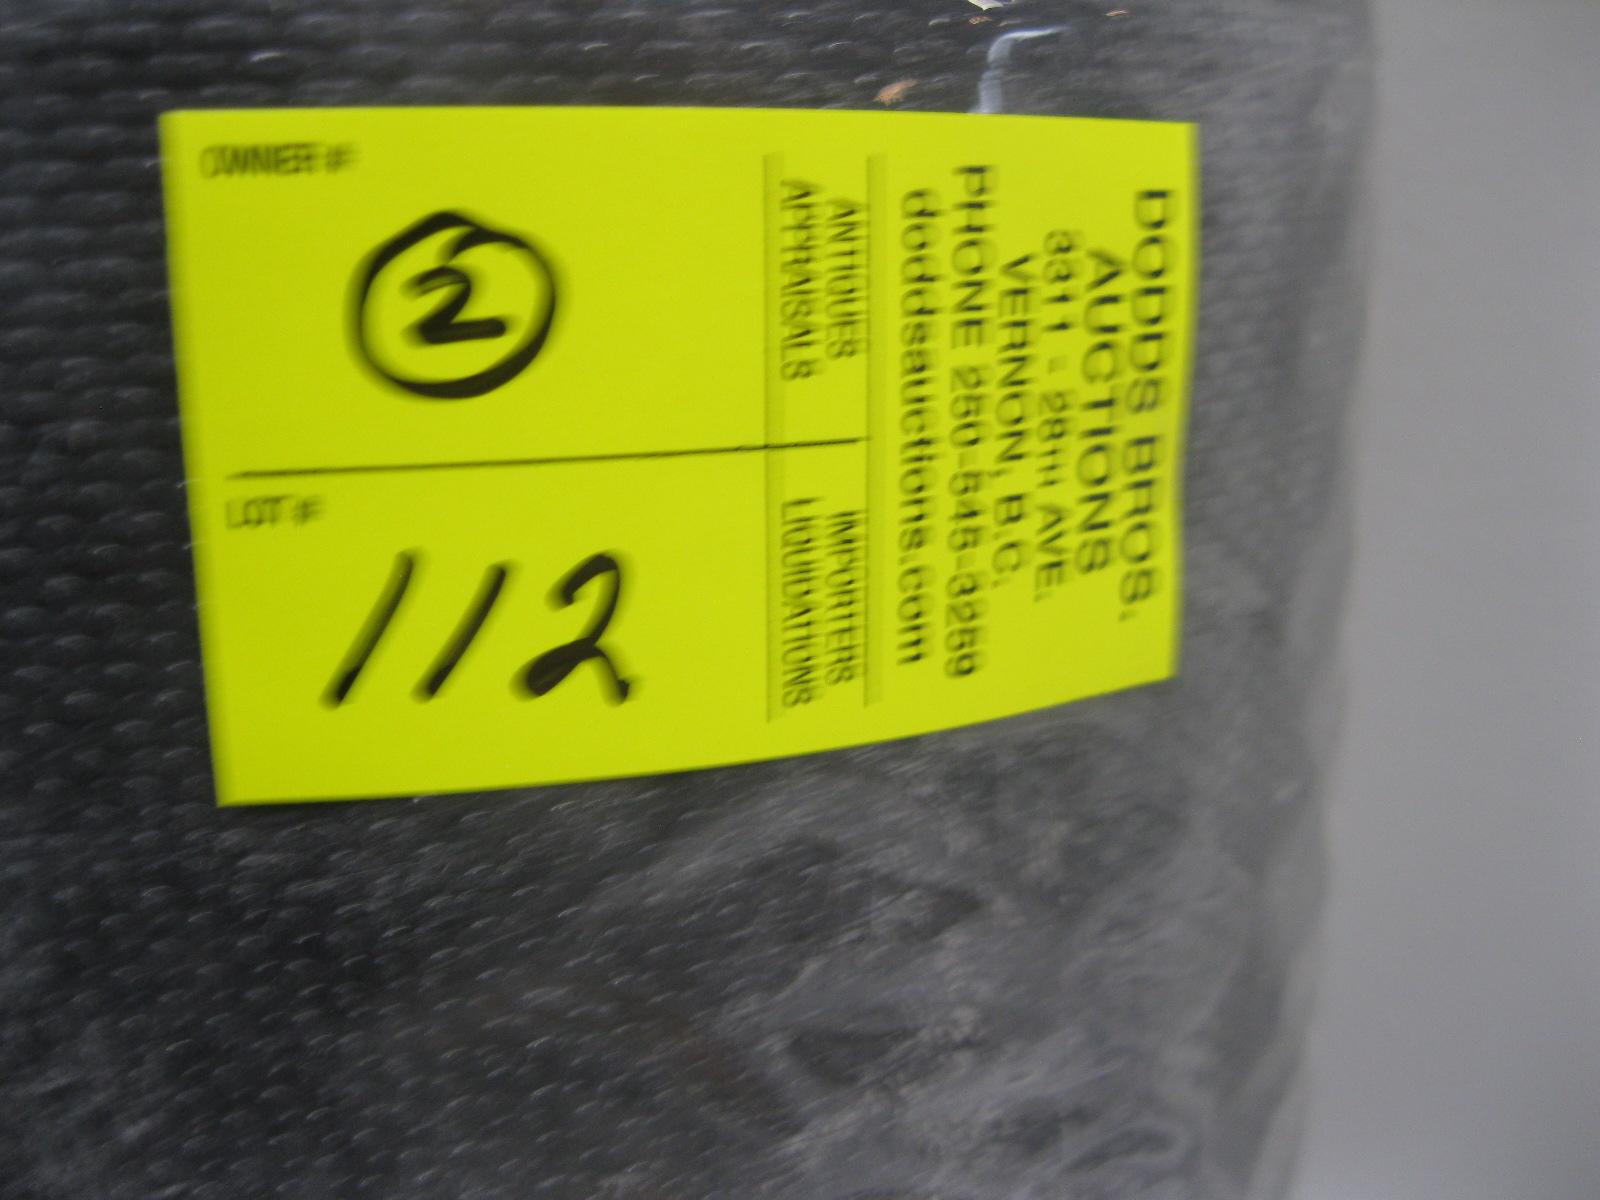 DODDS BROS.
AUCTIONS
3311 - 28TH AVE.
VERNON, B.C.
PHONE 250-545-3259
doddsauctions.com
ANTIQUES
APPRAISALS
IMPORTERS
LIQUIDATIONS
OWNER #
2
LOT #
112